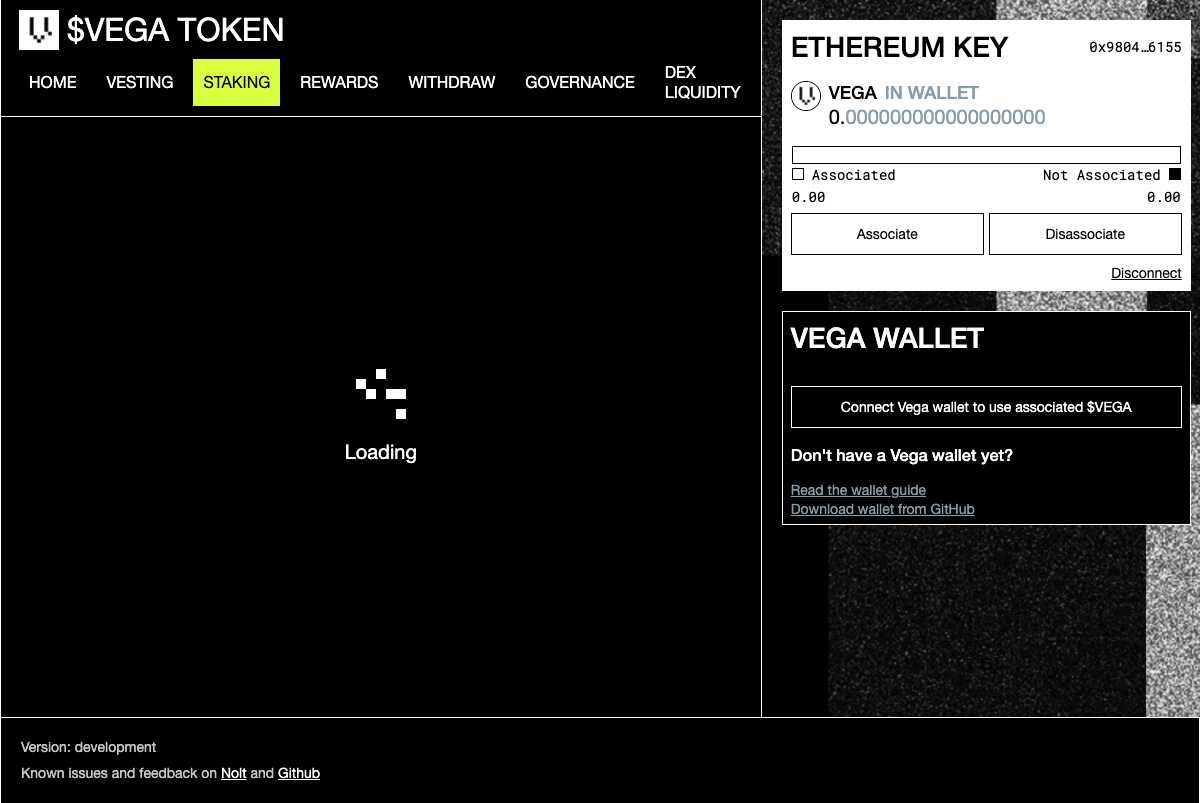 $VEGA TOKEN
HOME VESTING STAKING REWARDS WITHDRAW GOVERNANCE DEX LIQUIDITY
Loading
ETHEREUM KEY 0x9804…6155
VEGA IN WALLET
0.000000000000000000
Associated Not Associated
0.00 0.00
Associate Disassociate
Disconnect
VEGA WALLET
Connect Vega wallet to use associated $VEGA
Don't have a Vega wallet yet?
Read the wallet guide
Download wallet from GitHub
Version: development
Known issues and feedback on Nolt and Github